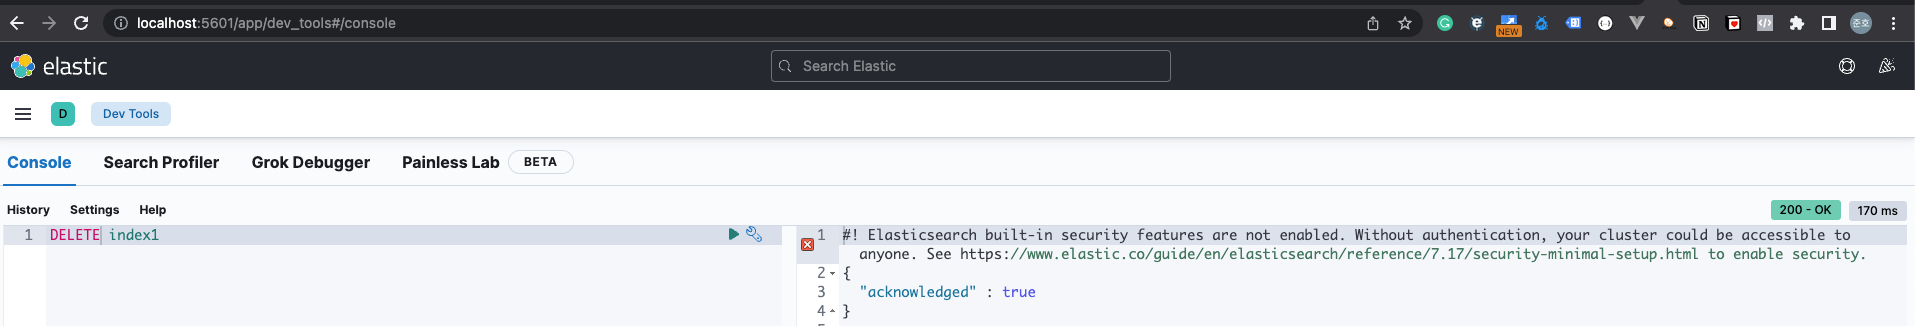 localhost:5601/app/dev_tools#/console
NEW
준호
elastic
Search Elastic
D
Dev Tools
Console Search Profiler Grok Debugger Painless Lab BETA
History Settings Help
200 - OK 170 ms
1 DELETE index1
1 #! Elasticsearch built-in security features are not enabled. Without authentication, your cluster could be accessible to
anyone. See https://www.elastic.co/guide/en/elasticsearch/reference/7.17/security-minimal-setup.html to enable security.
2 {
3 "acknowledged" : true
4 }